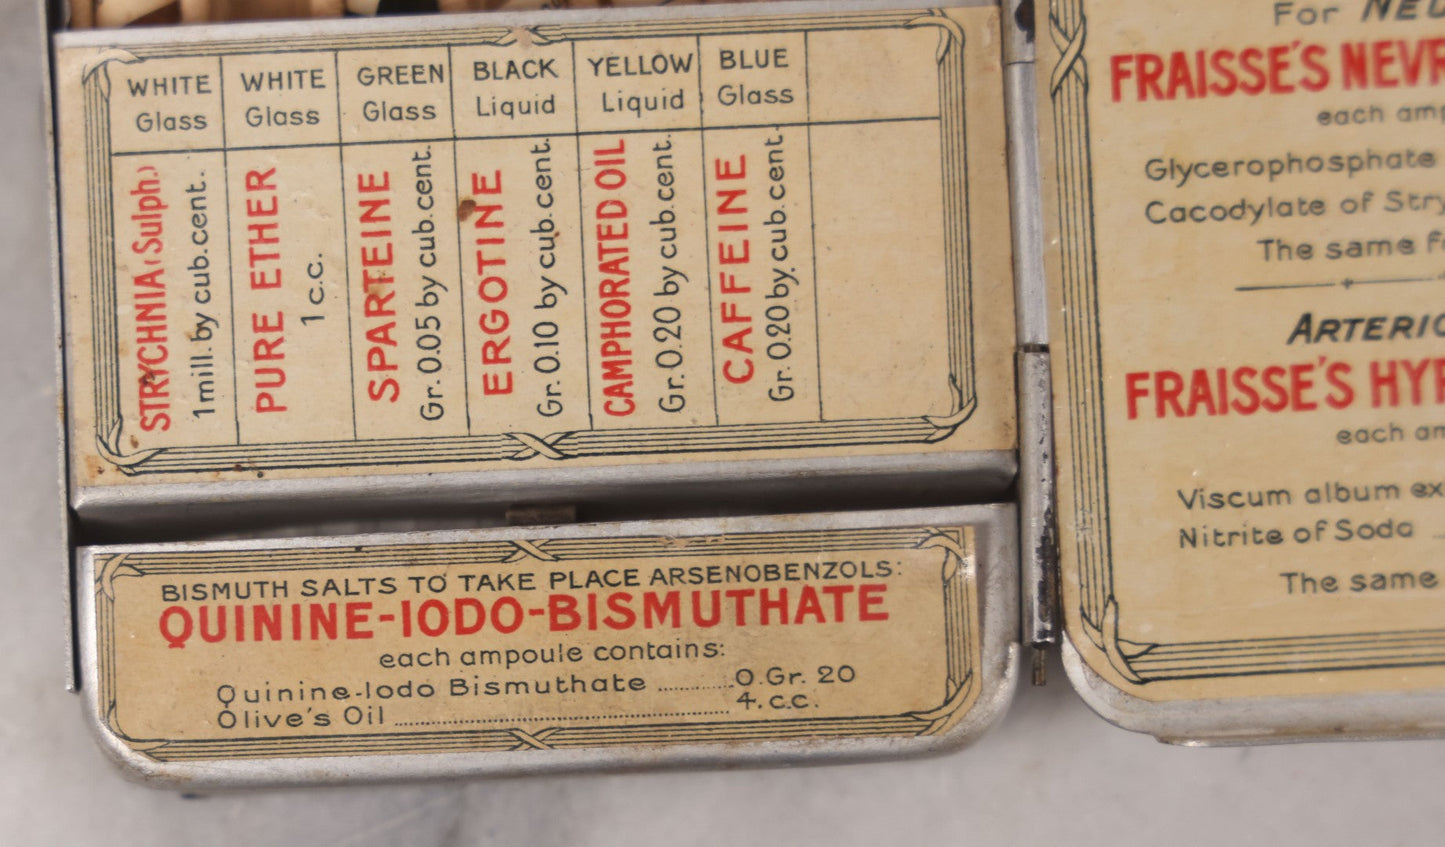 WHITE Glass
STRYCHNIA (Sulph.)
1 mill. by cub.cent.
WHITE Glass
PURE ETHER
1 c.c.
GREEN Glass
SPARTEINE
Gr. 0.05 by cub.cent.
BLACK Liquid
ERGOTINE
Gr. 0.10 by cub.cent.
YELLOW Liquid
CAMPHORATED OIL
Gr. 0.20 by cub.cent.
BLUE Glass
CAFFEINE
Gr. 0.20 by cub.cent.
BISMUTH SALTS TO TAKE PLACE ARSENOBENZOLS:
QUININE-IODO-BISMUTHATE
each ampoule contains:
Quinine-Iodo Bismuthate ............ 0.Gr. 20
Olive's Oil ............ 4.c.c.
For
FRAISSE'S
each
Glycerophosphate
Cacodylate of
The same
FRAISSE'S
each
Viscum album
Nitrite of Soda
The same